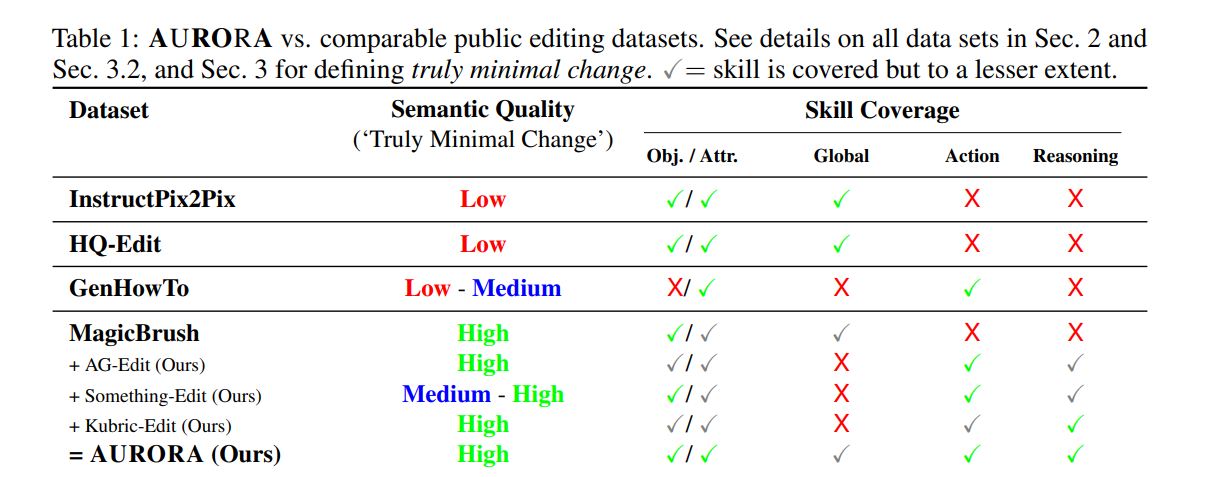 Table 1: AURORA vs. comparable public editing datasets. See details on all data sets in Sec. 2 and
Sec. 3.2, and Sec. 3 for defining truly minimal change. ✓= skill is covered but to a lesser extent.
Dataset Semantic Quality Skill Coverage
(‘Truly Minimal Change’)
Obj. / Attr. Global Action Reasoning
InstructPix2Pix Low ✓/ ✓ ✓ X X
HQ-Edit Low ✓/ ✓ ✓ X X
GenHowTo Low - Medium X/ ✓ X ✓ X
MagicBrush High ✓/ ✓ ✓ X X
+ AG-Edit (Ours) High ✓/ ✓ X ✓ ✓
+ Something-Edit (Ours) Medium - High ✓/ ✓ X ✓ ✓
+ Kubric-Edit (Ours) High ✓/ ✓ X ✓ ✓
= AURORA (Ours) High ✓/ ✓ ✓ ✓ ✓